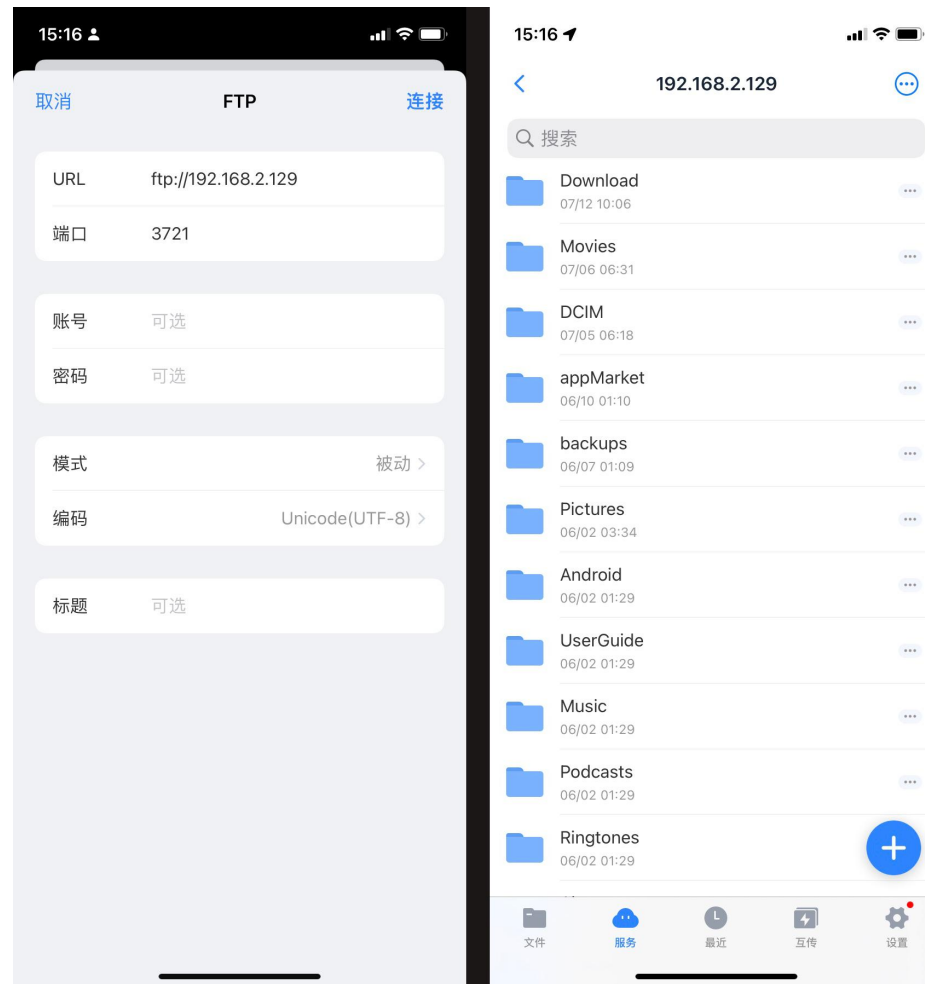 15:16
取消
FTP
连接
URL
ftp://192.168.2.129
端口
3721
账号
可选
密码
可选
模式
被动
编码
Unicode(UTF-8)
标题
可选
15:16
192.168.2.129
搜索
Download
07/12 10:06
Movies
07/06 06:31
DCIM
07/05 06:18
appMarket
06/10 01:10
backups
06/07 01:09
Pictures
06/02 03:34
Android
06/02 01:29
UserGuide
06/02 01:29
Music
06/02 01:29
Podcasts
06/02 01:29
Ringtones
06/02 01:29
文件
服务
最近
互传
设置